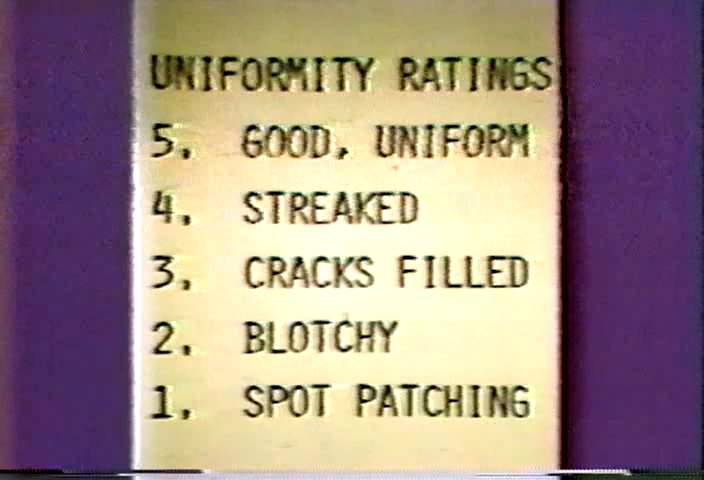 UNIFORMITY RATINGS
5. GOOD, UNIFORM
4. STREAKED
3. CRACKS FILLED
2. BLOTCHY
1. SPOT PATCHING